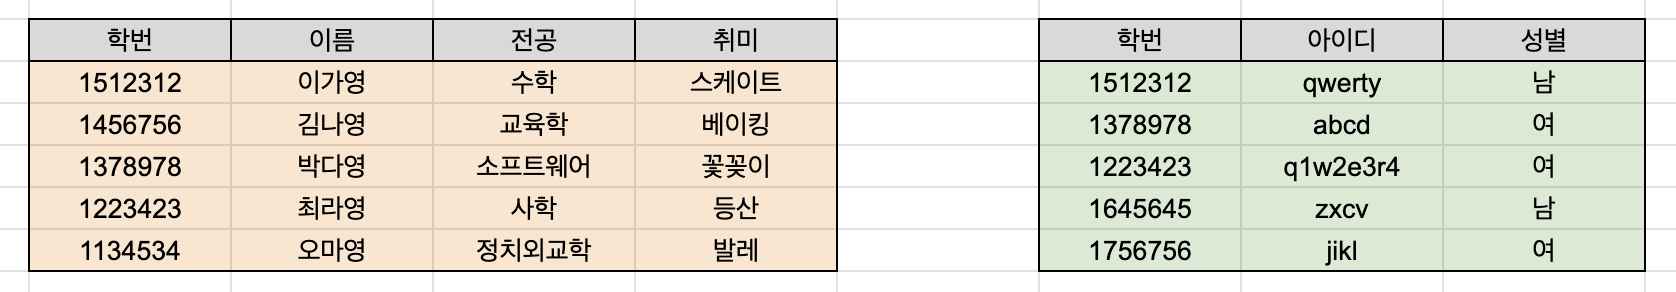 학번 이름 전공 취미
1512312 이가영 수학 스케이트
1456756 김나영 교육학 베이킹
1378978 박다영 소프트웨어 꽃꽂이
1223423 최라영 사학 등산
1134534 오마영 정치외교학 발레
학번 아이디 성별
1512312 qwerty 남
1378978 abcd 여
1223423 q1w2e3r4 여
1645645 zxcv 남
1756756 jikl 여